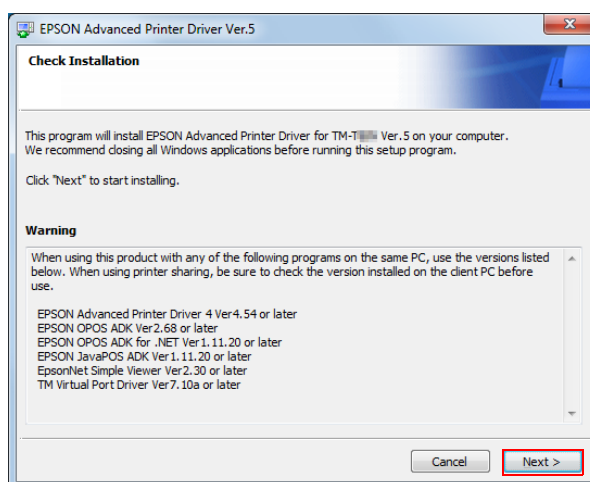 EPSON Advanced Printer Driver Ver.5
Check Installation
This program will install EPSON Advanced Printer Driver for TM-T Ver.5 on your computer.
We recommend closing all Windows applications before running this setup program.
Click "Next" to start installing.
Warning
When using this product with any of the following programs on the same PC, use the versions listed
below. When using printer sharing, be sure to check the version installed on the client PC before
use.
EPSON Advanced Printer Driver 4 Ver4.54 or later
EPSON OPOS ADK Ver2.68 or later
EPSON OPOS ADK for .NET Ver1.11.20 or later
EPSON JavaPOS ADK Ver1.11.20 or later
EpsonNet Simple Viewer Ver2.30 or later
TM Virtual Port Driver Ver7.10a or later
Cancel Next >